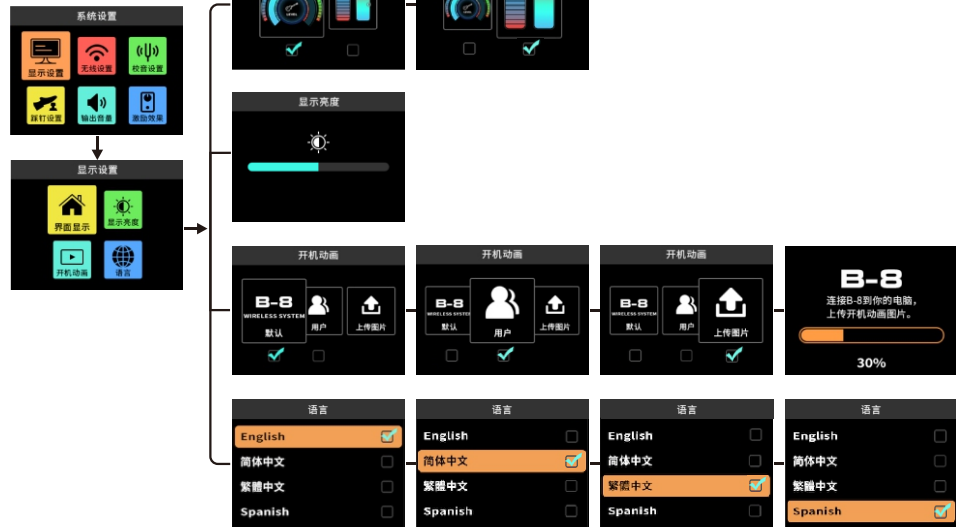 系统设置
显示设置
无线设置
校音设置
踩钉设置
输出音量
激励效果
显示设置
界面显示
显示亮度
开机动画
语言
LEVEL
显示亮度
开机动画
B-8
WIRELESS SYSTEM
默认
用户
上传图片
开机动画
B-8
WIRELESS SYSTEM
默认
用户
上传图片
开机动画
B-8
WIRELESS SYSTEM
默认
用户
上传图片
B-8
连接B-8到你的电脑，
上传开机动画图片。
30%
语言
English
简体中文
繁體中文
Spanish
语言
English
简体中文
繁體中文
Spanish
语言
English
简体中文
繁體中文
Spanish
语言
English
简体中文
繁體中文
Spanish